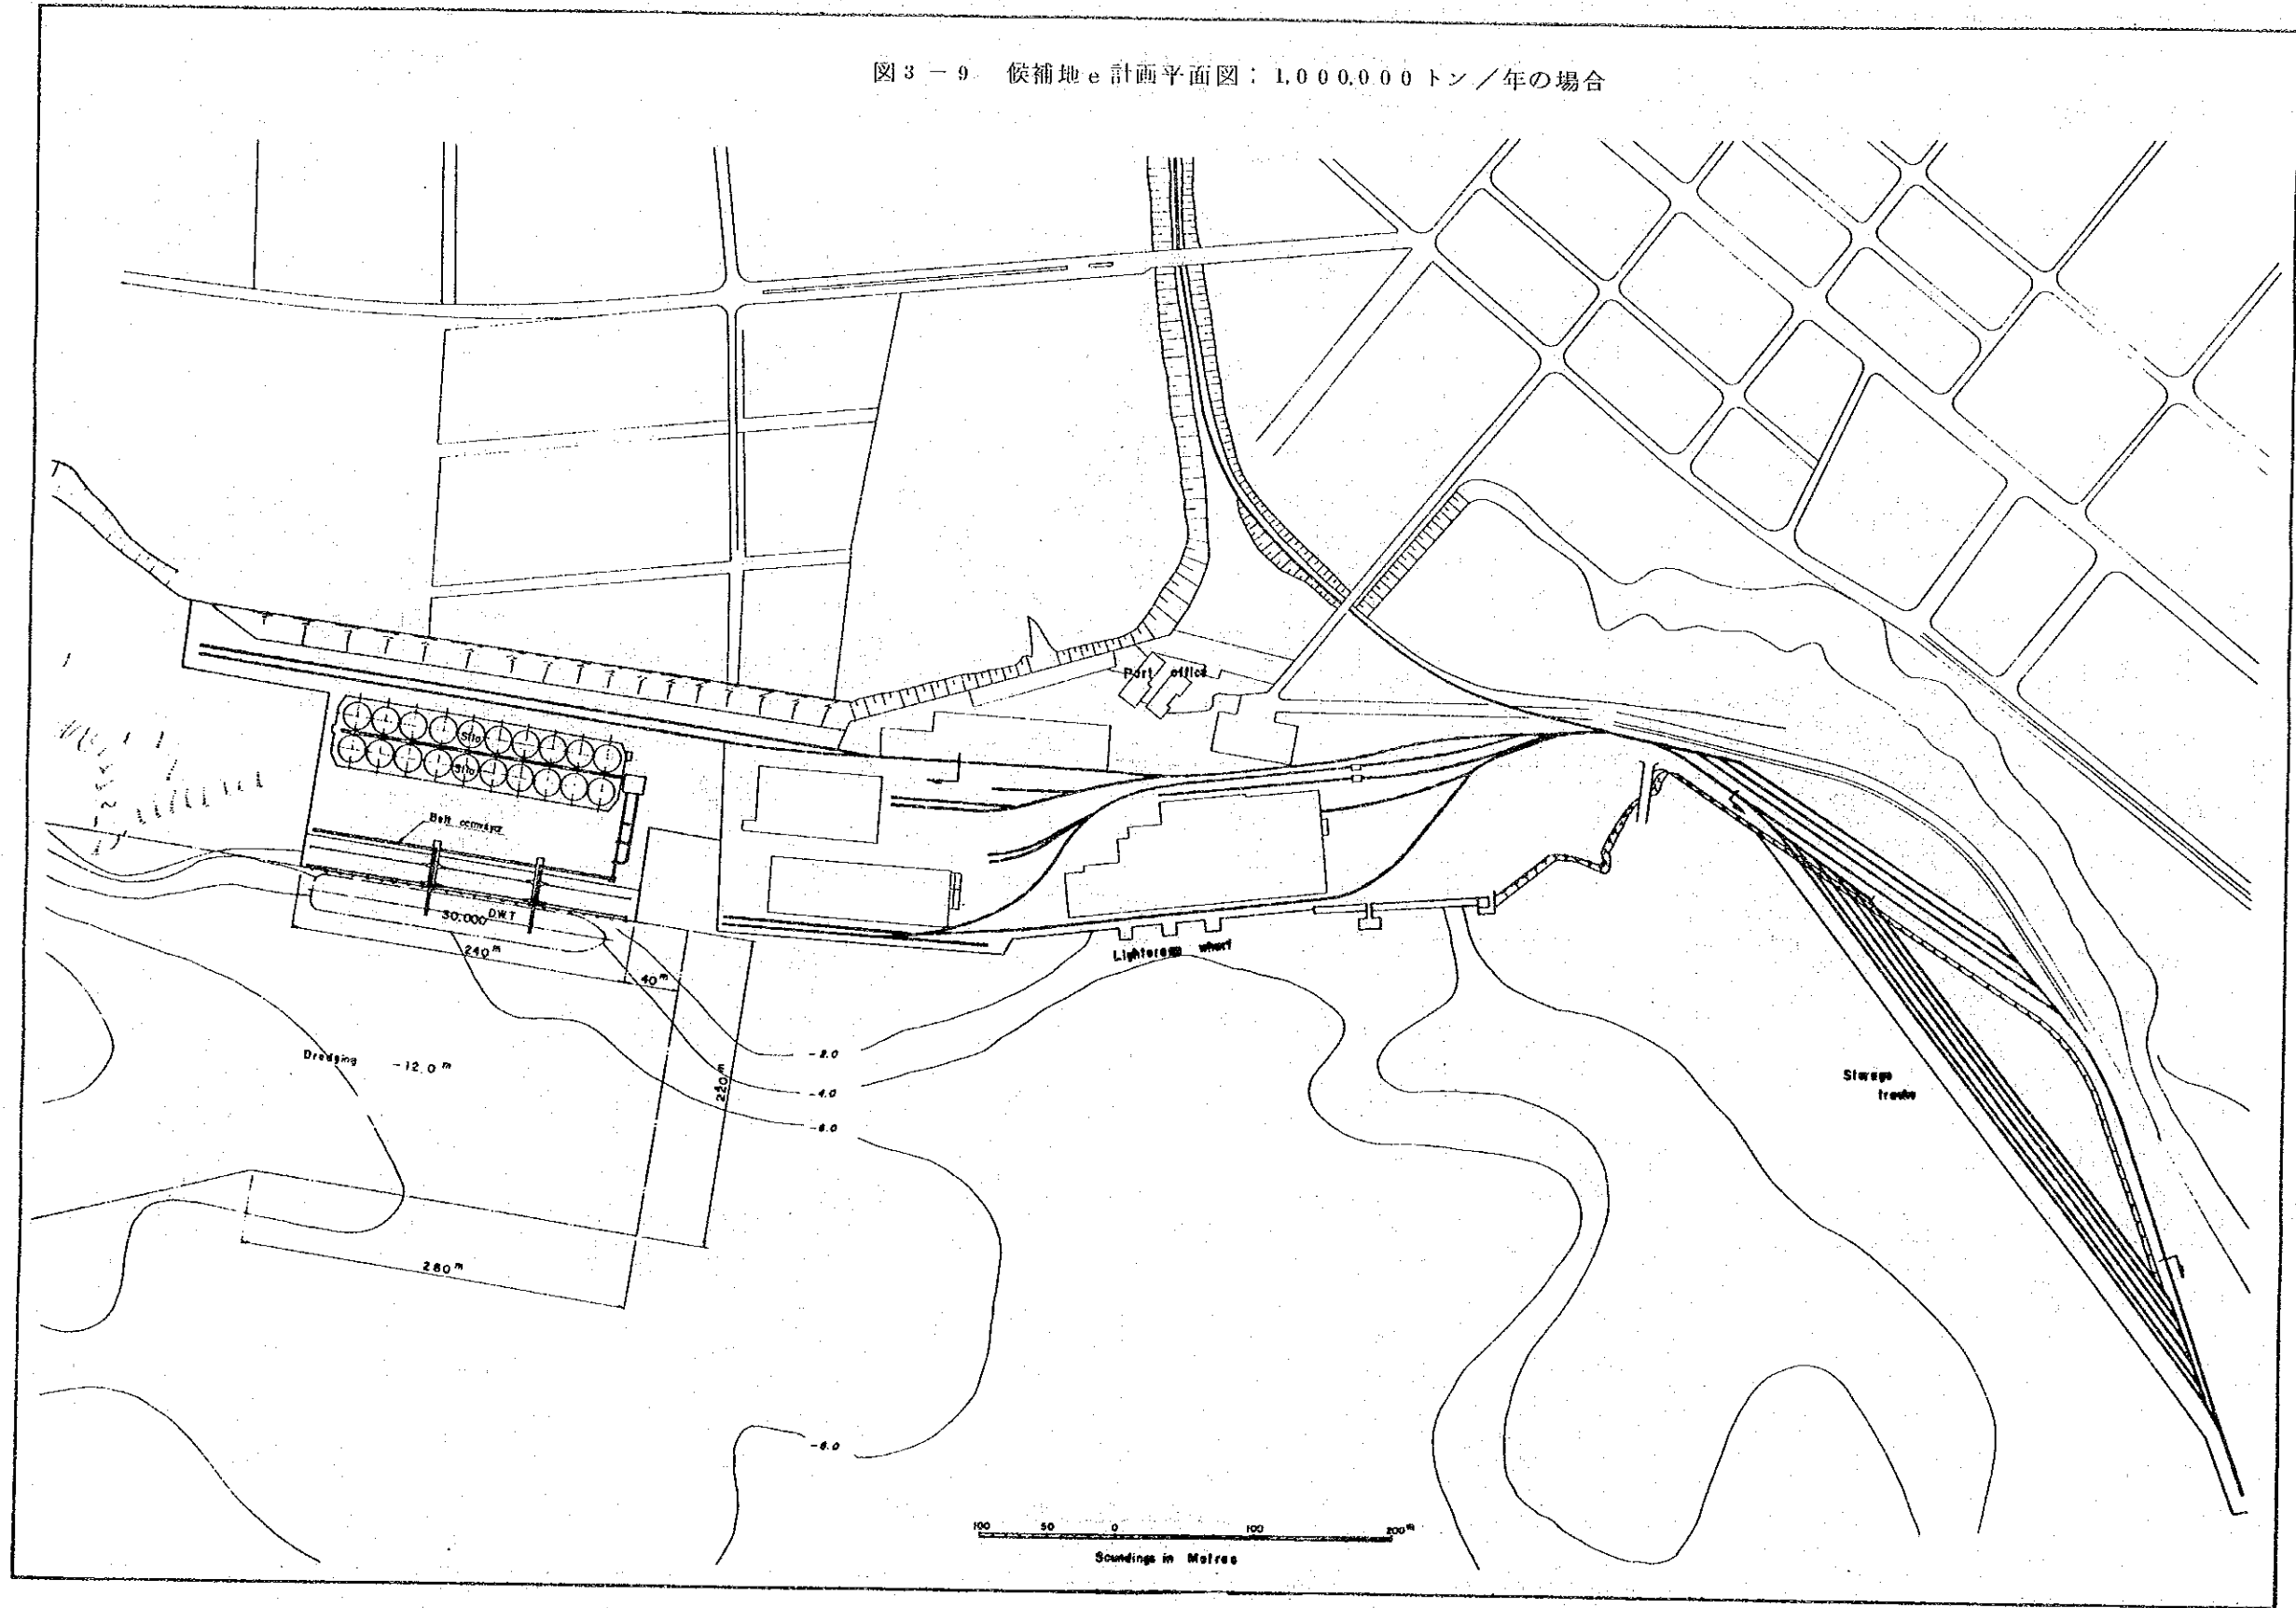 図3－9 候補地e計画平面図：1,000,000トン／年の場合
Port office
Silo
Silo
Belt conveyor
30.000 D.W.T
240m
40m
Lighterage wharf
Dredging -12.0m
220m
-2.0
-4.0
-6.0
Storage
tracks
280m
-6.0
100 50 0 100 200m
Soundings in Metres